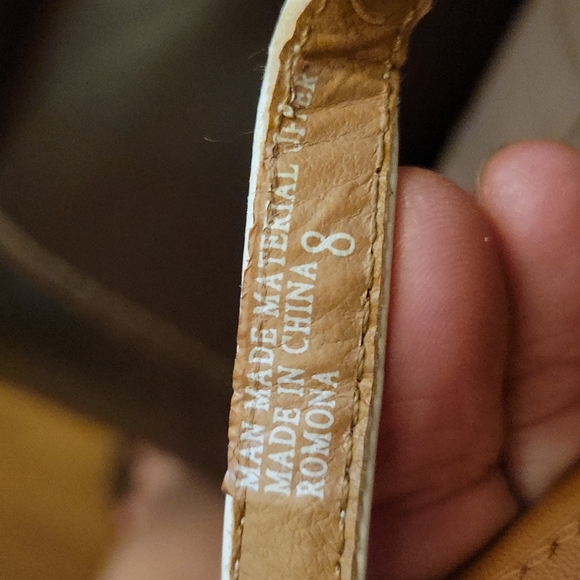 MAN MADE MATERIAL UPPER
MADE IN CHINA
ROMONA
8